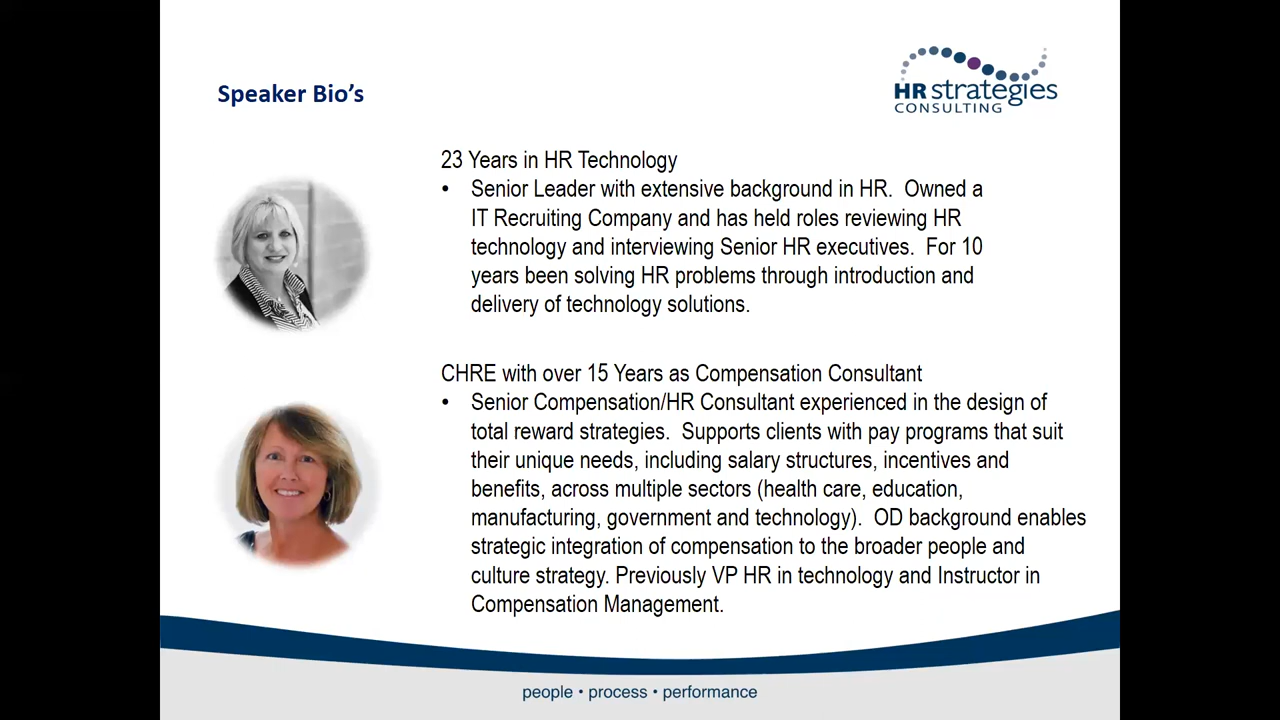 Speaker Bio's
HR strategies
CONSULTING
23 Years in HR Technology
• Senior Leader with extensive background in HR. Owned a
IT Recruiting Company and has held roles reviewing HR
technology and interviewing Senior HR executives. For 10
years been solving HR problems through introduction and
delivery of technology solutions.
CHRE with over 15 Years as Compensation Consultant
• Senior Compensation/HR Consultant experienced in the design of
total reward strategies. Supports clients with pay programs that suit
their unique needs, including salary structures, incentives and
benefits, across multiple sectors (health care, education,
manufacturing, government and technology). OD background enables
strategic integration of compensation to the broader people and
culture strategy. Previously VP HR in technology and Instructor in
Compensation Management.
people • process • performance